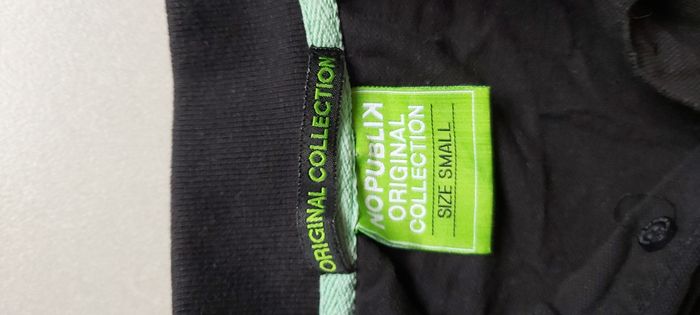 ORIGINAL COLLECTION
NOPUBLIK
ORIGINAL
COLLECTION
SIZE SMALL